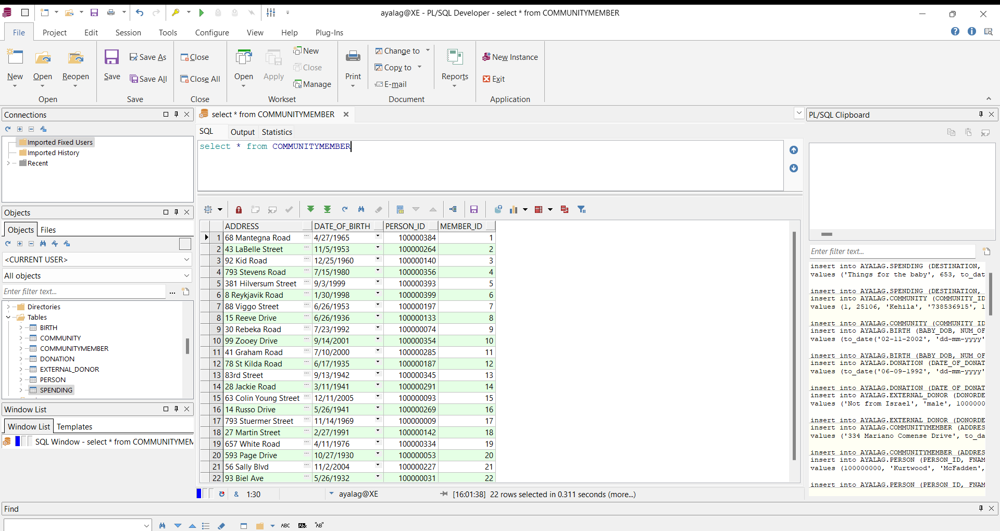 ayalag@XE - PL/SQL Developer - select * from COMMUNITYMEMBER
File Project Edit Session Tools Configure View Help Plug-Ins
New Open Reopen
Open
Save Save As Save All
Save
Close Close All
Close
Open Apply New Close Manage
Workset
Print Change to Copy to E-mail Reports
Document
New Instance Exit
Application
Connections
Imported Fixed Users
Imported History
Recent
Objects
Objects Files
<CURRENT USER>
All objects
Enter filter text...
Directories
Tables
BIRTH
COMMUNITY
COMMUNITYMEMBER
DONATION
EXTERNAL_DONOR
PERSON
SPENDING
Window List
Window List Templates
SQL Window - select * from COMMUNITYMEM
select * from COMMUNITYMEMBER
SQL Output Statistics
select * from COMMUNITYMEMBER
ADDRESS DATE_OF_BIRTH PERSON_ID MEMBER_ID
1 68 Mantegna Road 4/27/1965 100000384 1
2 43 LaBelle Street 11/5/1953 100000264 2
3 92 Kid Road 12/25/1960 100000140 3
4 793 Stevens Road 7/15/1980 100000356 4
5 381 Hilversum Street 9/3/1999 100000393 5
6 8 Reykjavik Road 1/30/1998 100000399 6
7 88 Viggo Street 6/26/1953 100000197 7
8 15 Reeve Drive 6/26/1936 100000133 8
9 30 Rebeka Road 7/23/1992 100000074 9
10 99 Zooey Drive 9/14/2001 100000354 10
11 41 Graham Road 7/10/2000 100000285 11
12 78 St Kilda Road 6/17/1935 100000187 12
13 83rd Street 9/13/1942 100000345 13
14 28 Jackie Road 3/11/1941 100000291 14
15 63 Colin Young Street 12/11/2005 100000093 15
16 14 Russo Drive 5/26/1941 100000269 16
17 793 Stuermer Street 11/14/1969 100000009 17
18 27 Martin Street 2/27/1991 100000142 18
19 657 White Road 4/11/1976 100000334 19
20 593 Page Drive 10/27/1930 100000053 20
21 56 Sally Blvd 11/2/2004 100000227 21
22 93 Biel Ave 5/26/1932 100000031 22
& 1:30 ayalag@XE [16:01:38] 22 rows selected in 0.311 seconds (more...)
PL/SQL Clipboard
Enter filter text...
insert into AYALAG.SPENDING (DESTINATION,
values ('Things for the baby', 653, to_dat
insert into AYALAG.SPENDING (DESTINATION,
insert into AYALAG.COMMUNITY (COMMUNITY_ID
values (1, 25106, 'Kehila', '738536915', 1
insert into AYALAG.COMMUNITY (COMMUNITY_ID
insert into AYALAG.BIRTH (BABY_DOB, NUM_OF
values (to_date('02-11-2002', 'dd-mm-yyyy'
insert into AYALAG.BIRTH (BABY_DOB, NUM_OF
insert into AYALAG.DONATION (DATE_OF_DONAT
values (to_date('06-09-1992', 'dd-mm-yyyy'
insert into AYALAG.DONATION (DATE_OF_DONAT
insert into AYALAG.EXTERNAL_DONOR (DONORDE
values ('Not from Israel', 'male', 1000000
insert into AYALAG.EXTERNAL_DONOR (DONORDE
insert into AYALAG.COMMUNITYMEMBER (ADDRES
values ('334 Mariano Comense Drive', to_da
insert into AYALAG.COMMUNITYMEMBER (ADDRES
insert into AYALAG.PERSON (PERSON_ID, FNAM
values (100000000, 'Kurtwood', 'McFadden',
insert into AYALAG.PERSON (PERSON_ID, FNAM
Find
ABC AB "AB"